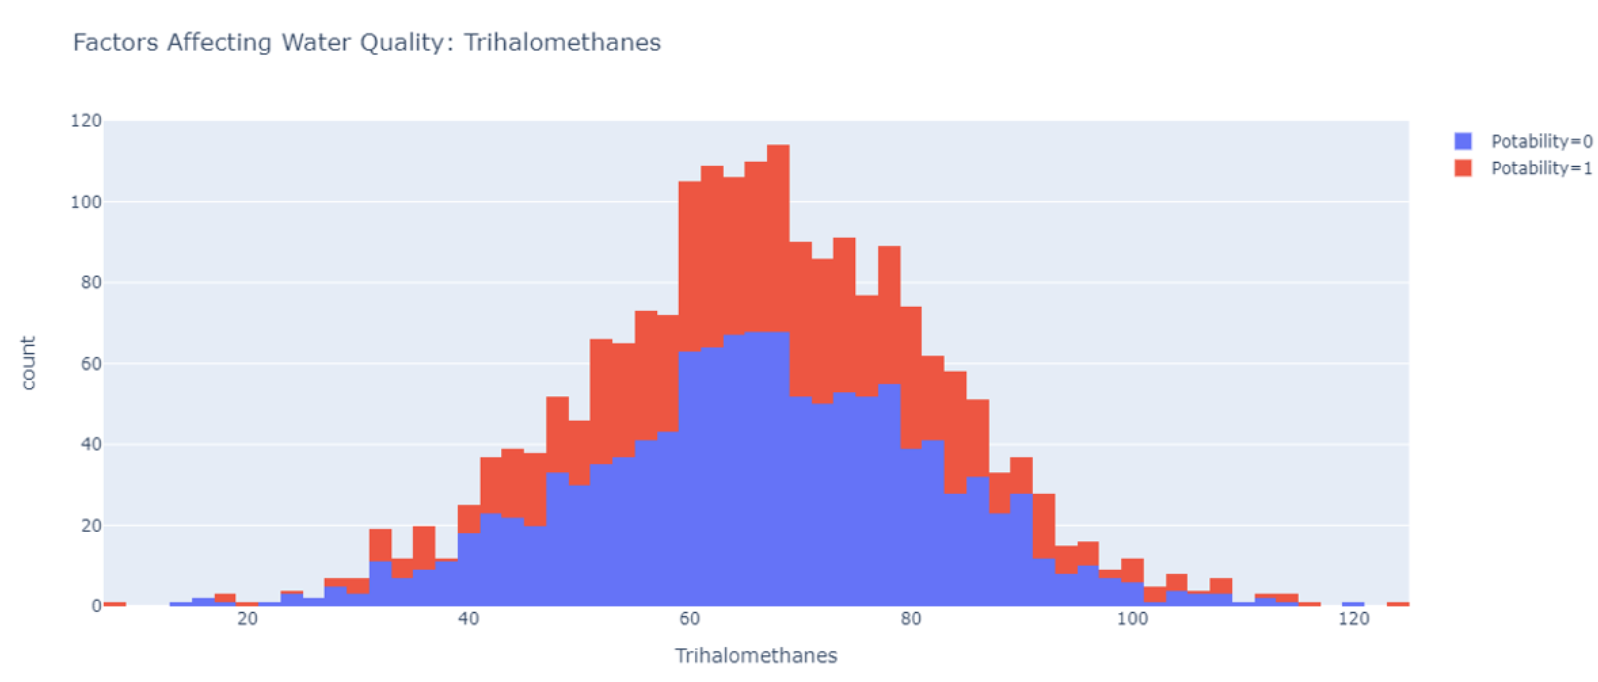 Factors Affecting Water Quality: Trihalomethanes
120
100
80
60
40
20
0
count
20 40 60 80 100 120
Trihalomethanes
Potability=0
Potability=1